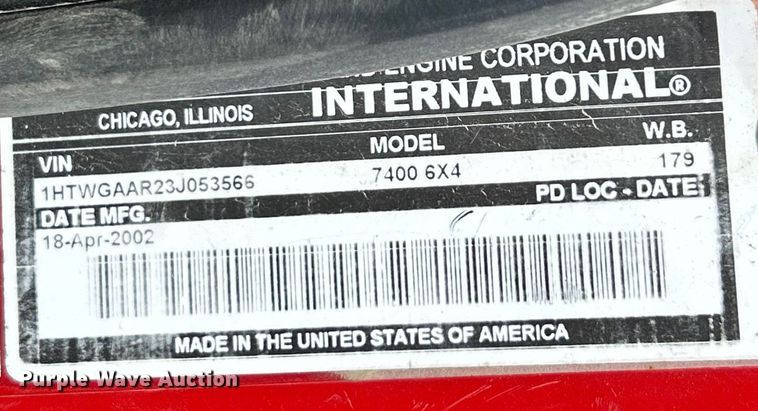 ENGINE CORPORATION
CHICAGO, ILLINOIS INTERNATIONAL®
VIN MODEL W.B.
1HTWGAAR23J053566 7400 6X4 179
DATE MFG. PD LOC - DATE
18-Apr-2002
MADE IN THE UNITED STATES OF AMERICA
Purple Wave Auction